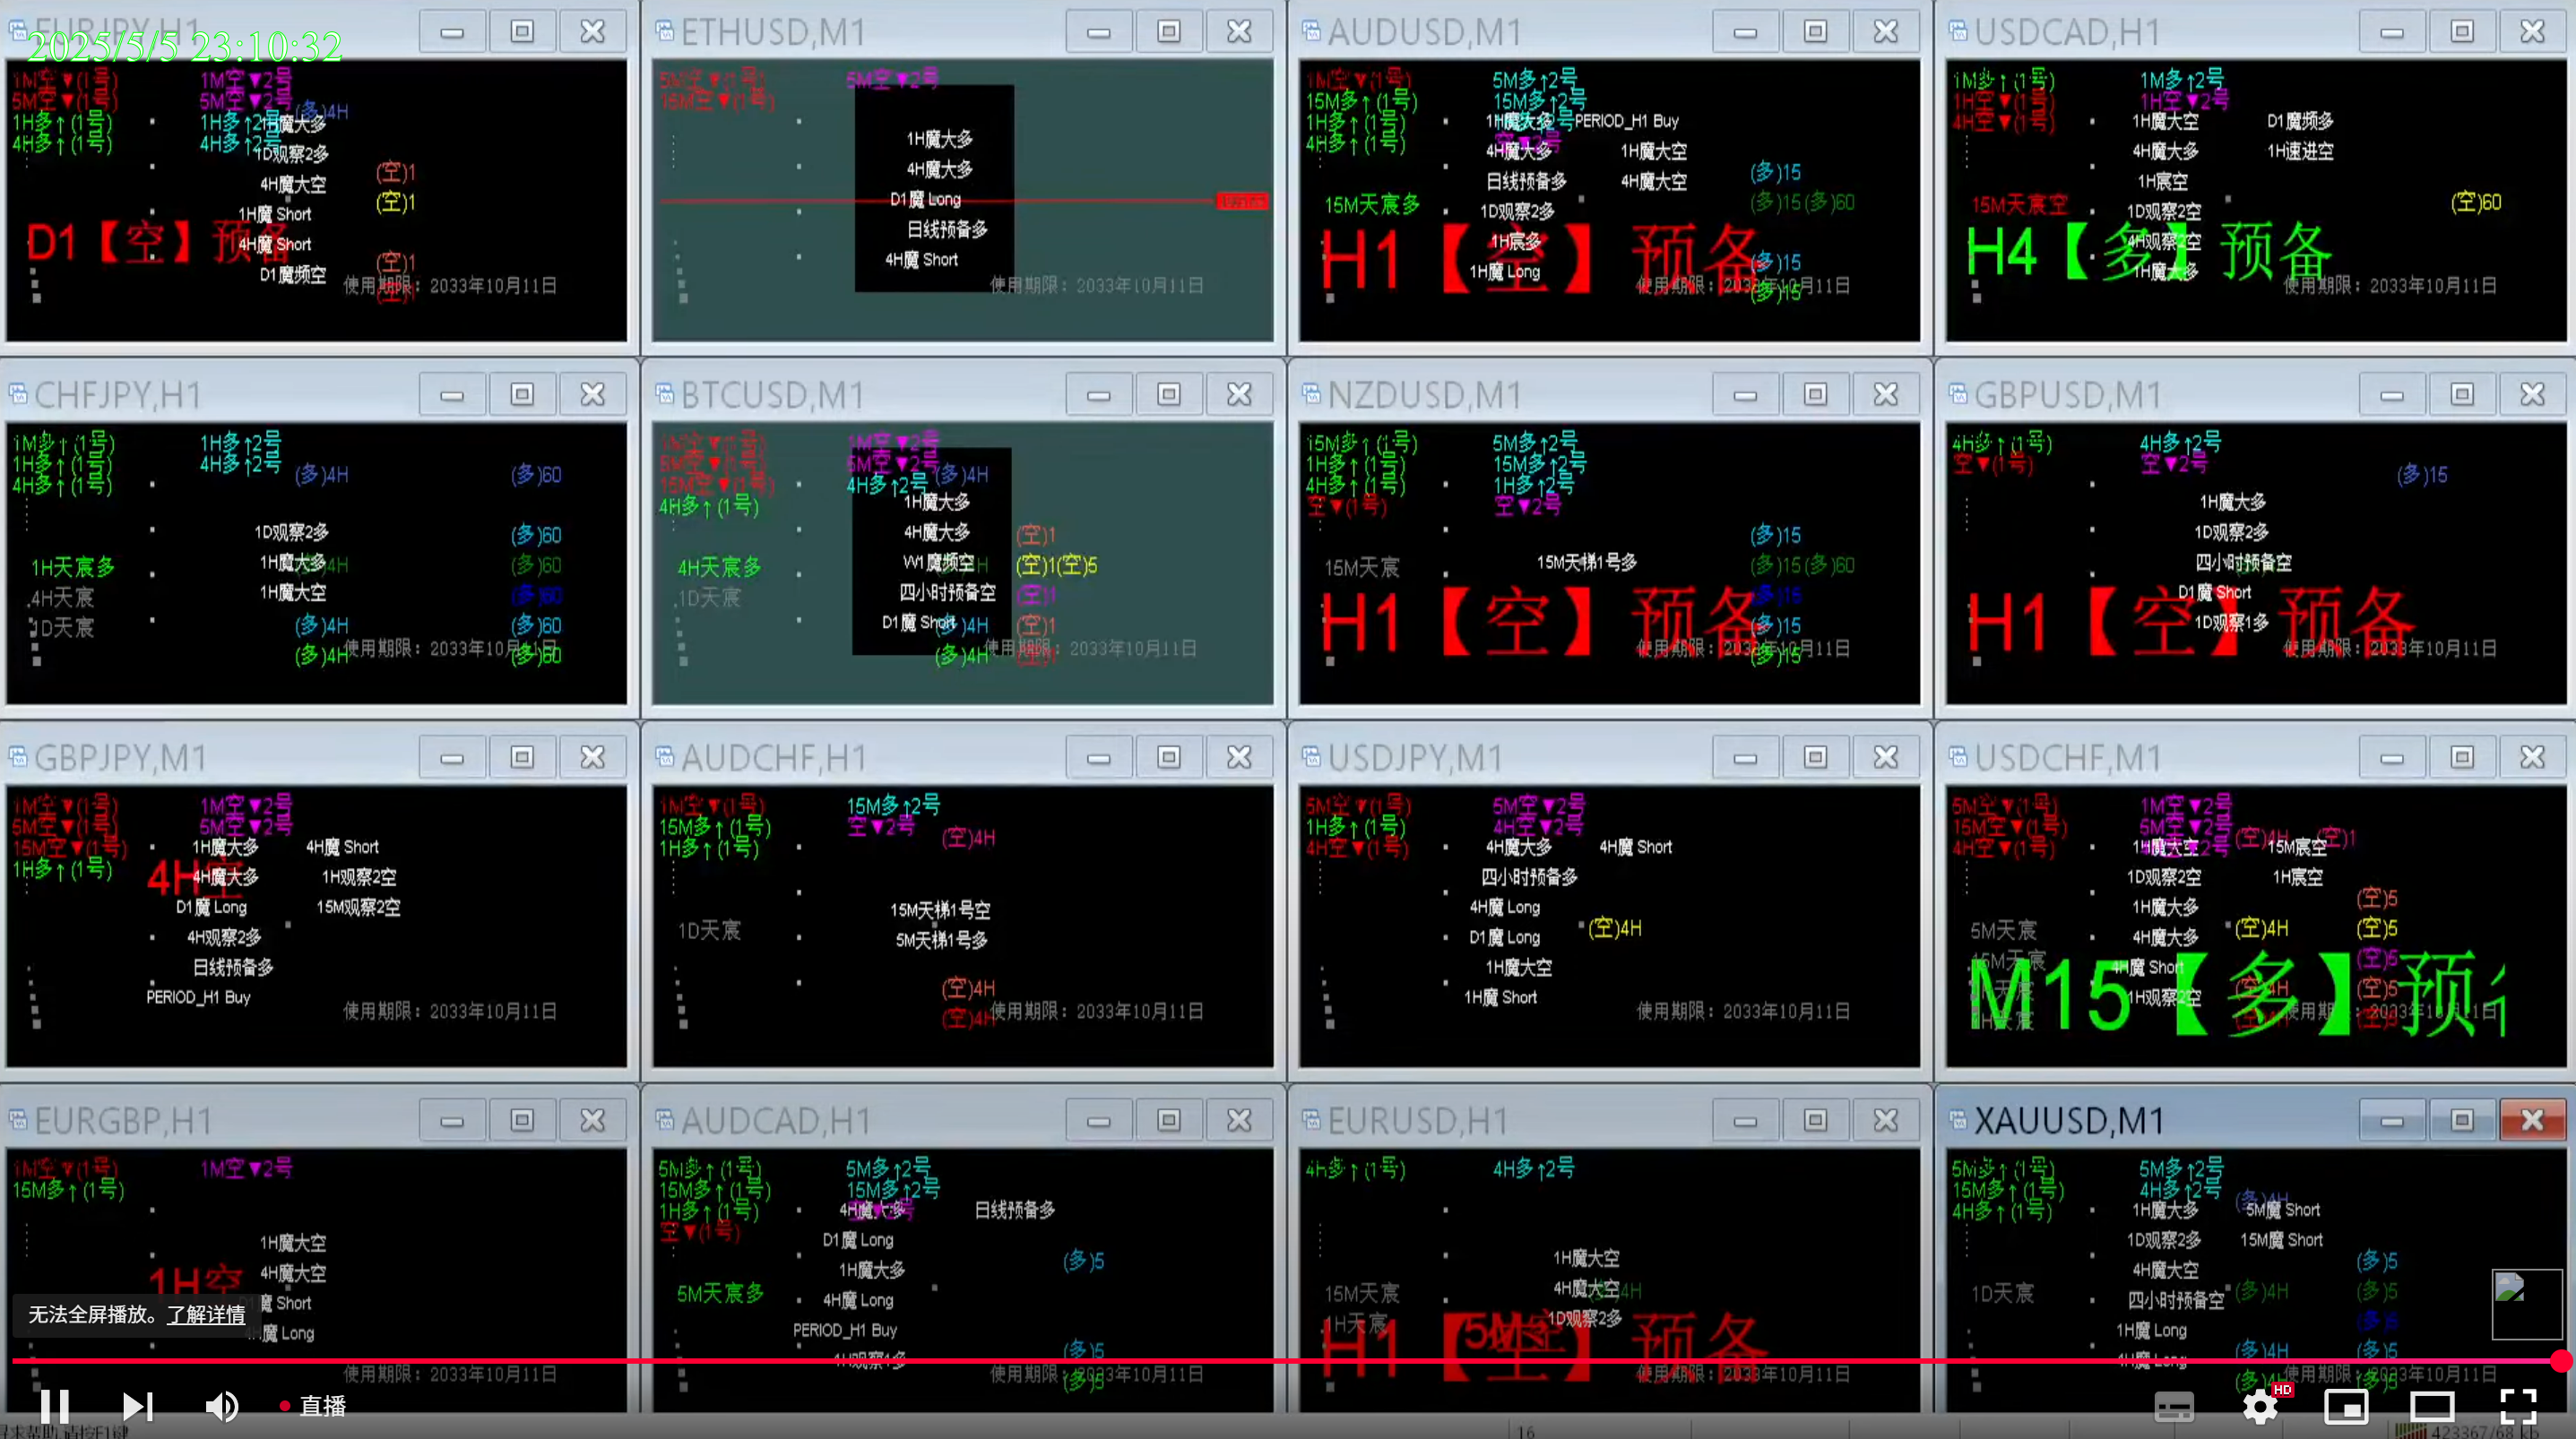 EURJPY,H1
2025/5/5 23:10:32
1M空▼(1号) 1M空▼2号
5M空▼(1号) 5M空▼2号 (多)4H
1H多↑(1号) 1H多↑2号 1H魔大多
4H多↑(1号) 4H多↑2号
1D观察2多
(空)1
4H魔大空
(空)1
1H魔 Short
D1【空】预备
4H魔 Short
(空)1
D1魔频空
使用期限：2033年10月11日
ETHUSD,M1
5M空▼(1号) 5M空▼2号
15M空▼(1号)
1H魔大多
4H魔大多
D1魔 Long
日线预备多
4H魔 Short
使用期限：2033年10月11日
AUDUSD,M1
1M空▼(1号) 5M多↑2号
15M多↑(1号) 15M多↑2号
1H多↑(1号) 1H魔大多 PERIOD_H1 Buy
4H多↑(1号) 4H魔大多 1H魔大空
(多)15
日线预备多 4H魔大空
15M天宸多 (多)15(多)60
1D观察2多
1H宸多
H1【空】预备
(多)15
1H魔 Long
使用期限：2033年10月11日
(多)15
USDCAD,H1
1M多↑(1号) 1M多↑2号
1H空▼(1号) 1H空▼2号
4H空▼(1号) 1H魔大空 D1魔频多
4H魔大多 1H速进空
1H宸空
15M天宸空 (空)60
1D观察2空
4H观察2空
H4【多】预备
1H魔大多
使用期限：2033年10月11日
CHFJPY,H1
1M多↑(1号) 1H多↑2号
1H多↑(1号) 4H多↑2号
4H多↑(1号) (多)4H (多)60
1D观察2多 (多)60
1H天宸多 1H魔大多 (多)60
4H天宸 1H魔大空 (多)60
1D天宸 (多)4H (多)60
(多)4H 使用期限：2033年10月11日 (多)60
BTCUSD,M1
1M空▼(1号) 1M空▼2号
5M空▼(1号) 5M空▼2号 (多)4H
15M空▼(1号) 4H多↑2号
4H多↑(1号) 1H魔大多
4H魔大多 (空)1
4H天宸多 W1魔频空 (空)1(空)5
1D天宸 四小时预备空 (空)1
D1魔 Short (多)4H (空)1
(多)4H 使用期限：2033年10月11日
NZDUSD,M1
15M多↑(1号) 5M多↑2号
1H多↑(1号) 15M多↑2号
4H多↑(1号) 1H多↑2号
空▼(1号) 空▼2号
(多)15
15M天宸 15M天梯1号多 (多)15(多)60
(多)15
H1【空】预备 (多)15
使用期限：2033年10月11日
(多)15
GBPUSD,M1
4H多↑(1号) 4H多↑2号
空▼(1号) 空▼2号 (多)15
1H魔大多
1D观察2多
四小时预备空
D1魔 Short
H1【空】预备
1D观察1多
使用期限：2033年10月11日
GBPJPY,M1
1M空▼(1号) 1M空▼2号
5M空▼(1号) 5M空▼2号
15M空▼(1号) 1H魔大多 4H魔 Short
1H多↑(1号) 4H空 4H魔大多 1H观察2空
D1魔 Long 15M观察2空
4H观察2多
日线预备多
PERIOD_H1 Buy
使用期限：2033年10月11日
AUDCHF,H1
1M空▼(1号) 15M多↑2号
15M多↑(1号) 空▼2号 (空)4H
1H多↑(1号)
15M天梯1号空
1D天宸 5M天梯1号多
(空)4H
(空)4H 使用期限：2033年10月11日
USDJPY,M1
5M空▼(1号) 5M空▼2号
1H多↑(1号) 4H空▼2号
4H空▼(1号) 4H魔大多 4H魔 Short
四小时预备多
4H魔 Long
D1魔 Long (空)4H
1H魔大空
1H魔 Short
使用期限：2033年10月11日
USDCHF,M1
5M空▼(1号) 1M空▼2号
15M空▼(1号) 5M空▼2号 (空)4H (空)1
4H空▼(1号) 1H魔大空 15M宸空
1D观察2空 1H宸空
1H魔大多 (空)5
5M天宸 4H魔大多 (空)4H (空)5
15M天宸 4H魔 Short (空)5
M15【多】预
1H观察2空 (空)4H (空)5
使用期限：2033年10月11日
EURGBP,H1
1M空▼(1号) 1M空▼2号
15M多↑(1号)
1H魔大空
1H空 4H魔大空
D1魔 Short
4H魔 Long
使用期限：2033年10月11日
AUDCAD,H1
5M多↑(1号) 5M多↑2号
15M多↑(1号) 15M多↑2号
1H多↑(1号) 4H魔大多 日线预备多
空▼(1号) D1魔 Long
(多)5
1H魔大多
5M天宸多 4H魔 Long
PERIOD_H1 Buy
(多)5
1H观察1多
使用期限：2033年10月11日
(多)5
EURUSD,H1
4H多↑(1号) 4H多↑2号
1H魔大空
15M天宸 4H魔大空 (多)4H
1H天宸 1D观察2多
H1【空】预备
5M空
使用期限：2033年10月11日
XAUUSD,M1
5M多↑(1号) 5M多↑2号
15M多↑(1号) 4H多↑2号 (多)4H
4H多↑(1号) 1H魔大多 5M魔 Short
1D观察2多 15M魔 Short
4H魔大空 (多)5
1D天宸 四小时预备空 (多)4H (多)5
1H魔 Long
4H魔 Long (多)4H (多)5
(多)4H 使用期限：2033年10月11日 (多)5
无法全屏播放。了解详情
直播
HD
16
423367/68 kb